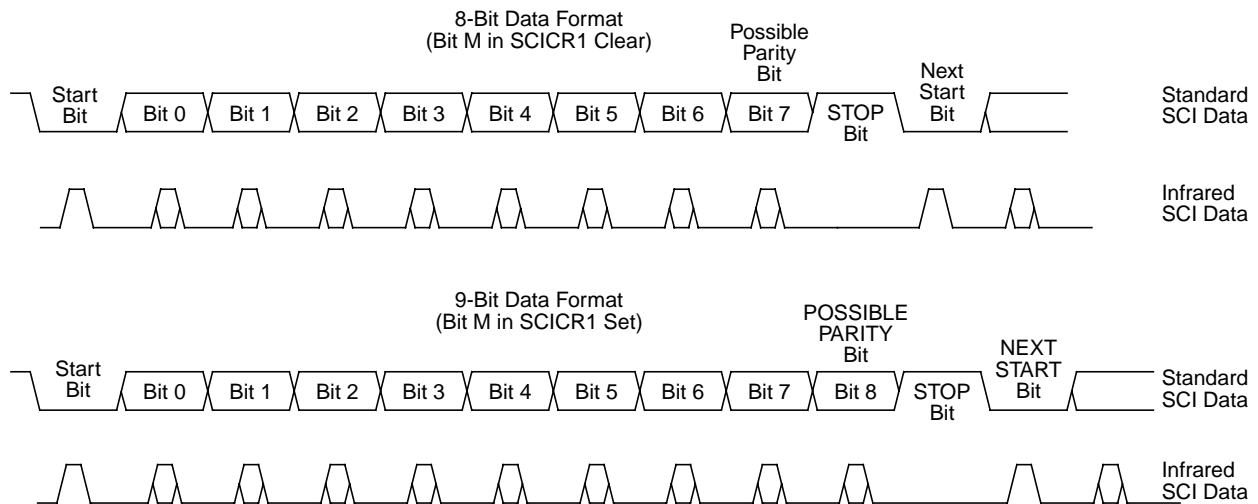 8-Bit Data Format
(Bit M in SCICR1 Clear)
Possible
Parity
Bit
Start
Bit
Bit 0
Bit 1
Bit 2
Bit 3
Bit 4
Bit 5
Bit 6
Bit 7
STOP
Bit
Next
Start
Bit
Standard
SCI Data
Infrared
SCI Data
9-Bit Data Format
(Bit M in SCICR1 Set)
POSSIBLE
PARITY
Bit
Start
Bit
Bit 0
Bit 1
Bit 2
Bit 3
Bit 4
Bit 5
Bit 6
Bit 7
Bit 8
STOP
Bit
NEXT
START
Bit
Standard
SCI Data
Infrared
SCI Data